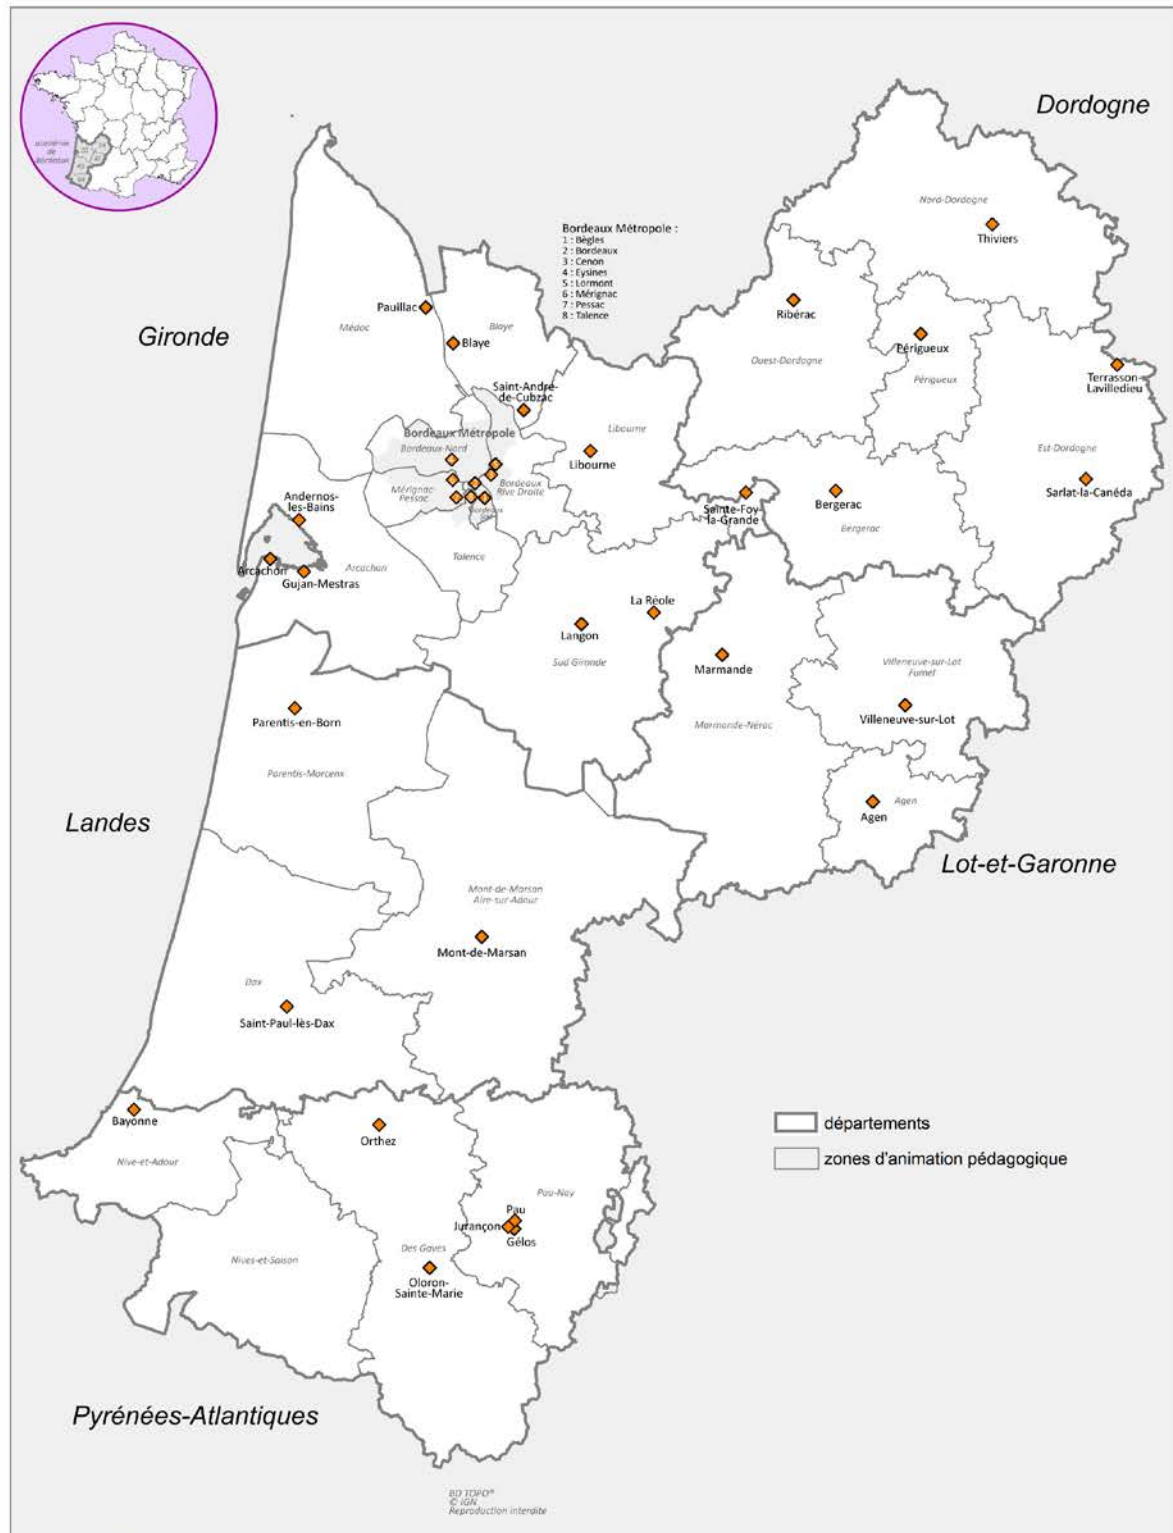 académie
de
Bordeaux
Dordogne
Nord-Dordogne
Thiviers
Bordeaux Métropole :
1 : Bègles
2 : Bordeaux
3 : Cenon
4 : Eysines
5 : Lormont
6 : Mérignac
7 : Pessac
8 : Talence
Ribérac
Pauillac
Gironde
Médoc
Blaye
Blaye
Périgueux
Ouest-Dordogne
Périgueux
Terrasson-
Lavilledieu
Saint-André-
de-Cubzac
Bordeaux Métropole
Libourne
Bordeaux-Nord
Libourne
Est-Dordogne
Mérignac-
Pessac
Bordeaux
Rive Droite
Sarlat-la-Canéda
Andernos-
les-Bains
Sainte-Foy-
la-Grande
Bergerac
Bergerac
Talence
Arcachon
Arcachon
Gujan-Mestras
La Réole
Langon
Sud Gironde
Marmande
Villeneuve-sur-Lot
Fumel
Villeneuve-sur-Lot
Parentis-en-Born
Marmande-Nérac
Parentis-Morcenx
Agen
Agen
Landes
Lot-et-Garonne
Mont-de-Marsan
Aire-sur-Adour
Mont-de-Marsan
Dax
Saint-Paul-lès-Dax
Bayonne
Orthez
départements
Nive-et-Adour
zones d'animation pédagogique
Pau-Nay
Pau
Jurançon
Gélos
Des Gaves
Nives-et-Saison
Oloron-
Sainte-Marie
Pyrénées-Atlantiques
BD TOPO®
© IGN
Reproduction interdite